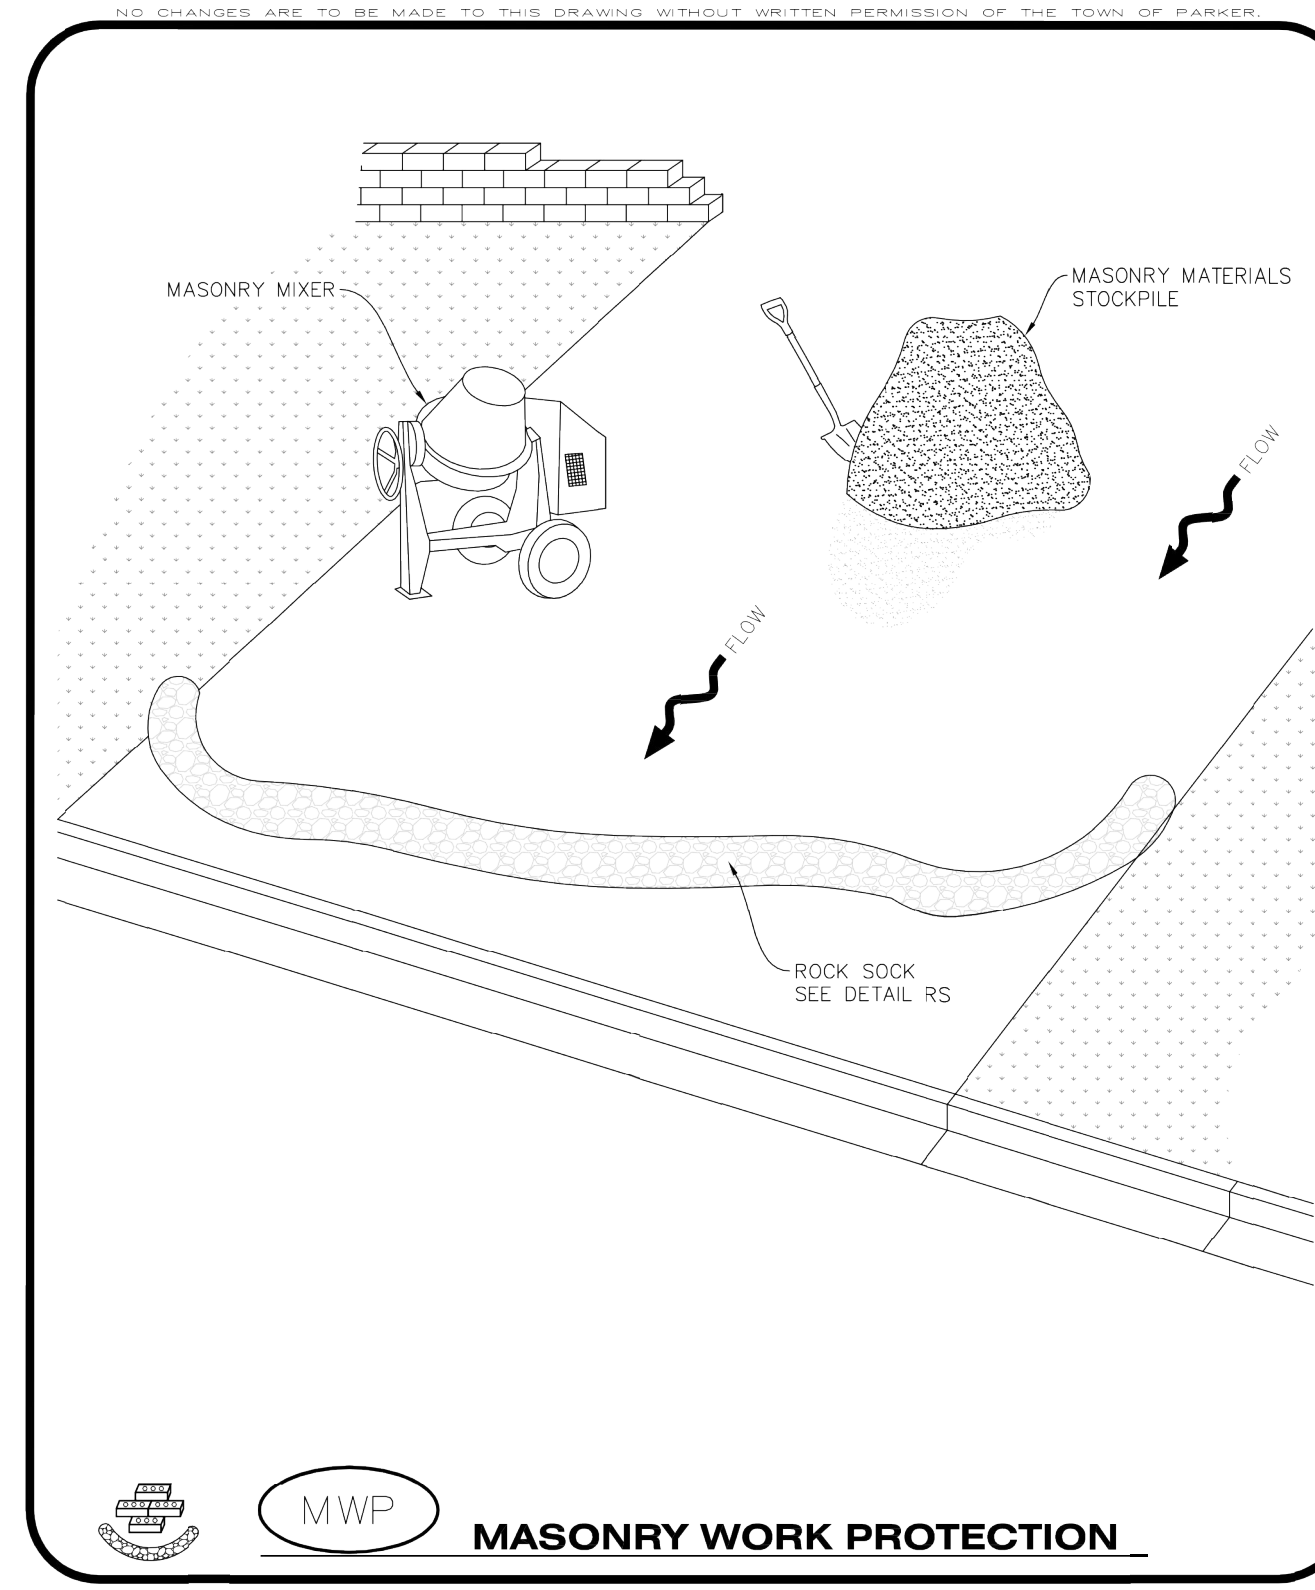 NO CHANGES ARE TO BE MADE TO THIS DRAWING WITHOUT WRITTEN PERMISSION OF THE TOWN OF PARKER.
MASONRY MIXER
MASONRY MATERIALS
STOCKPILE
FLOW
FLOW
ROCK SOCK
SEE DETAIL RS
MWP
MASONRY WORK PROTECTION